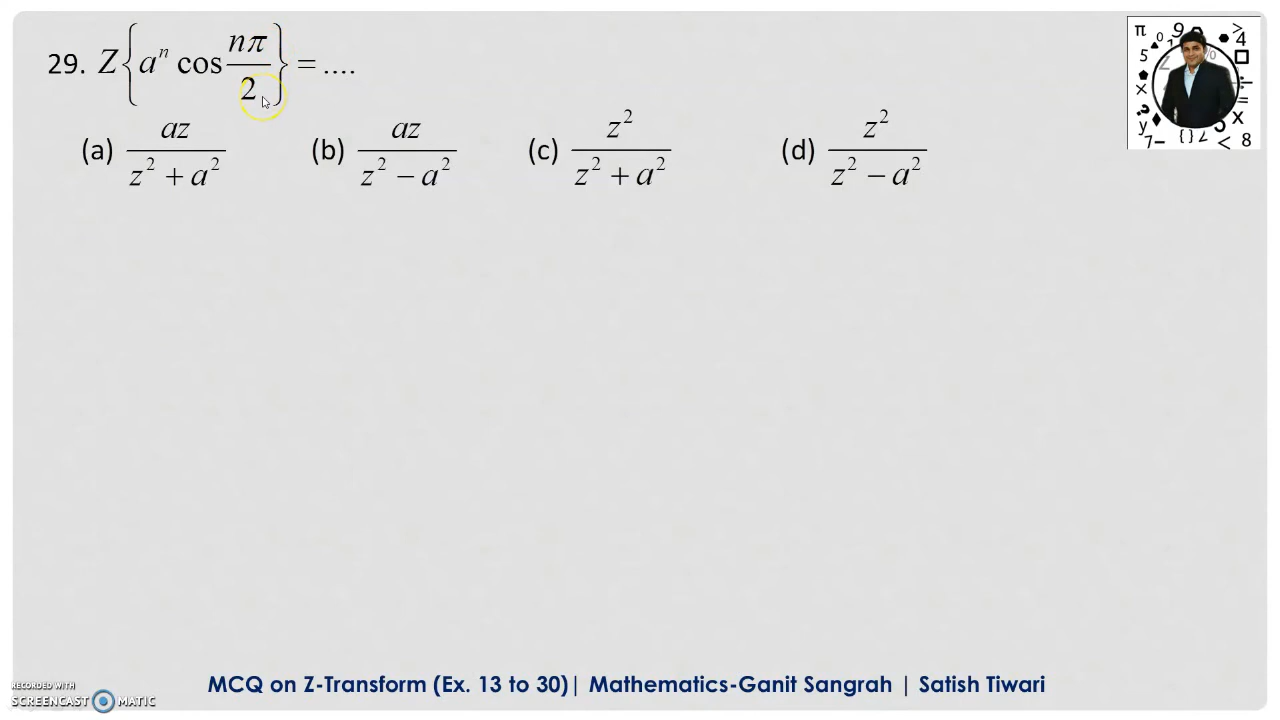 29. Z{aⁿ cos nπ/2} = ....
(a) az/(z² + a²) (b) az/(z² − a²) (c) z²/(z² + a²) (d) z²/(z² − a²)
RECORDED WITH
SCREENCAST MATIC
MCQ on Z-Transform (Ex. 13 to 30)| Mathematics-Ganit Sangrah | Satish Tiwari